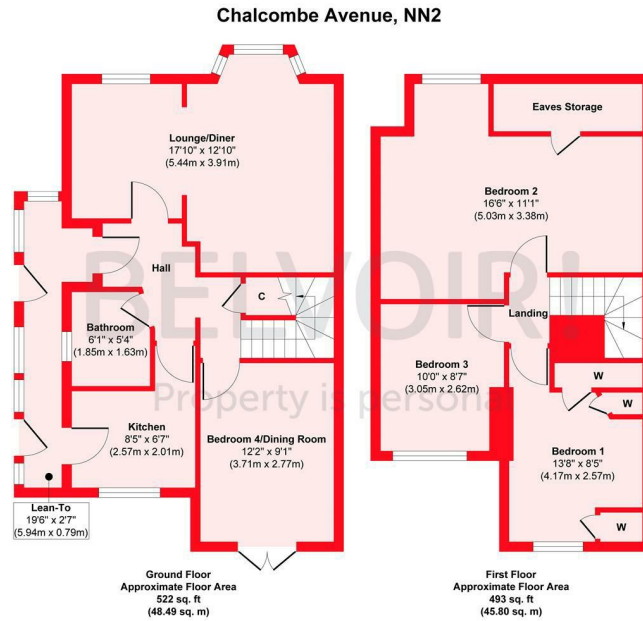 Chalcombe Avenue, NN2
Lounge/Diner
17'10" x 12'10"
(5.44m x 3.91m)
Hall
C
Bathroom
6'1" x 5'4"
(1.85m x 1.63m)
Kitchen
8'5" x 6'7"
(2.57m x 2.01m)
Bedroom 4/Dining Room
12'2" x 9'1"
(3.71m x 2.77m)
Lean-To
19'6" x 2'7"
(5.94m x 0.79m)
Ground Floor
Approximate Floor Area
522 sq. ft
(48.49 sq. m)
Eaves Storage
Bedroom 2
16'6" x 11'1"
(5.03m x 3.38m)
Landing
Bedroom 3
10'0" x 8'7"
(3.05m x 2.62m)
W
W
Bedroom 1
13'8" x 8'5"
(4.17m x 2.57m)
W
First Floor
Approximate Floor Area
493 sq. ft
(45.80 sq. m)
BELVOIR!
Property is personal